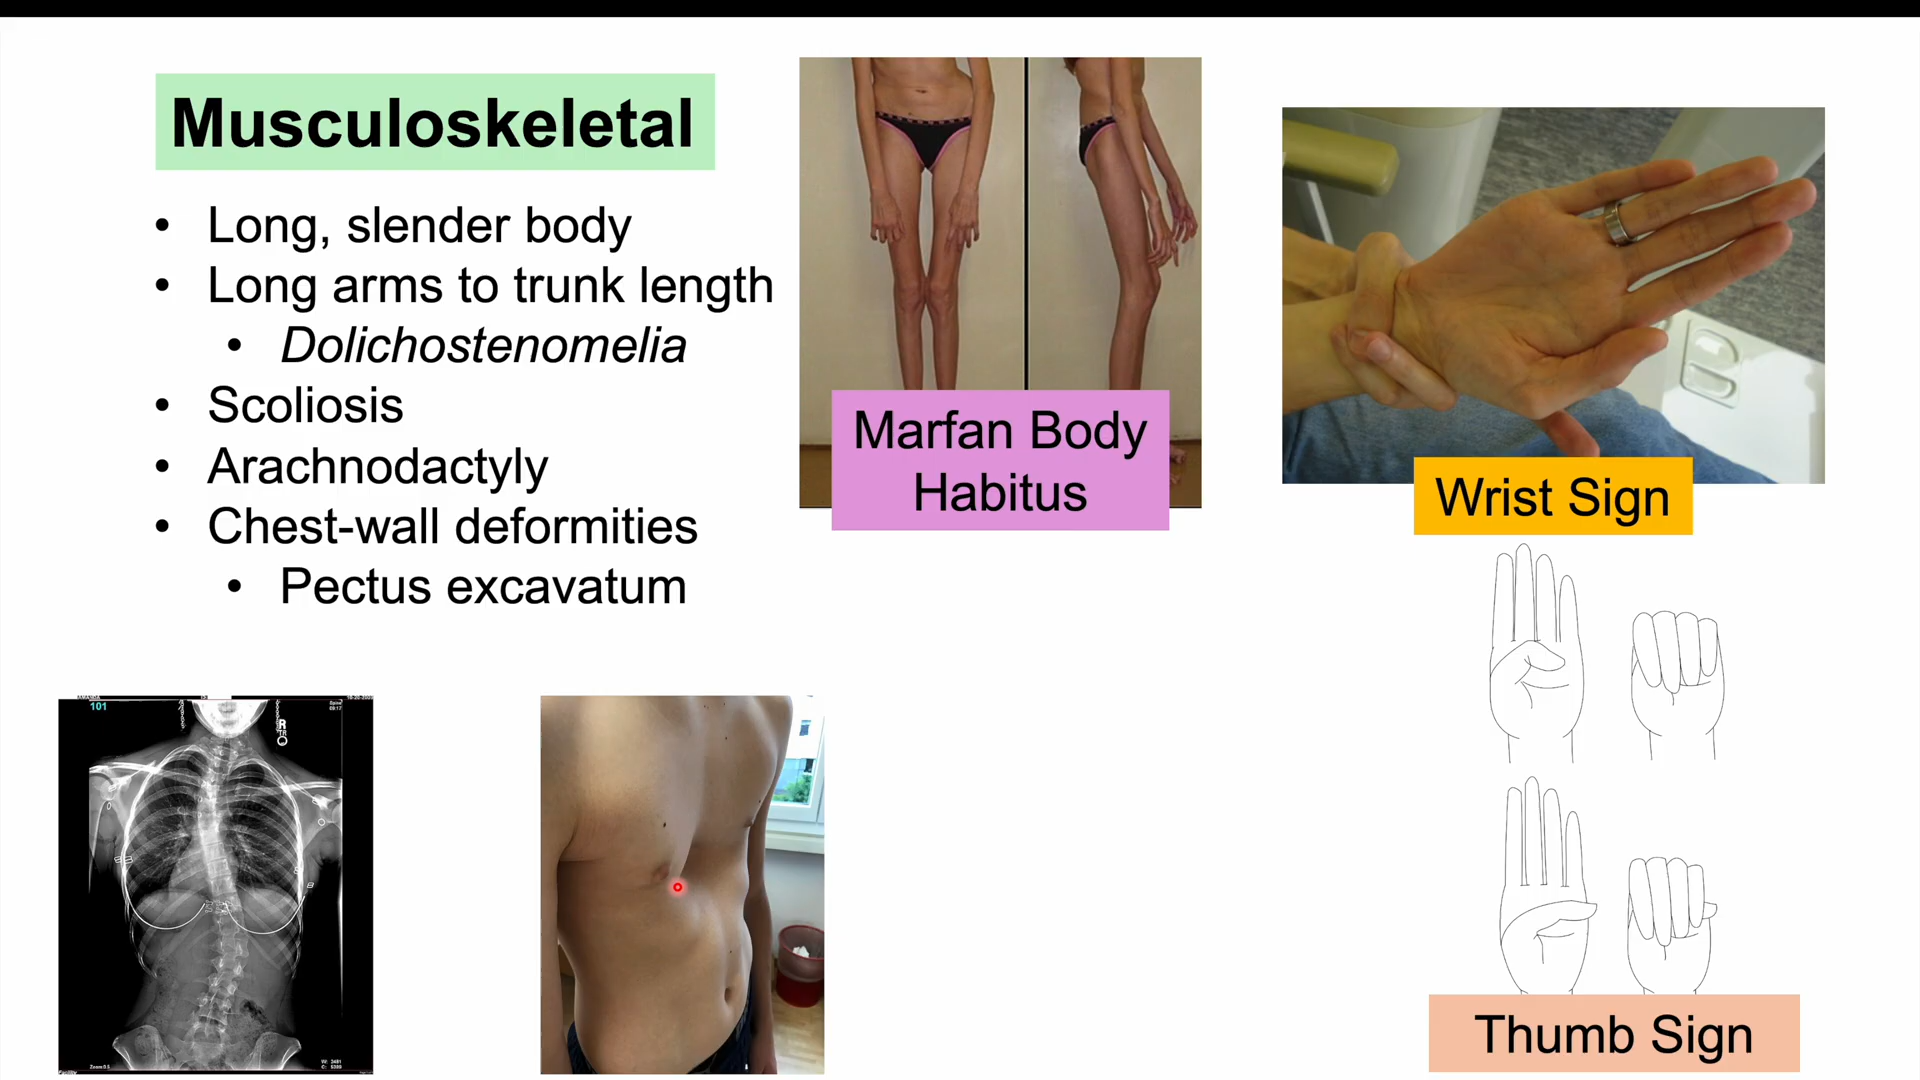 Musculoskeletal
• Long, slender body
• Long arms to trunk length
• Dolichostenomelia
• Scoliosis
• Arachnodactyly
• Chest-wall deformities
• Pectus excavatum
Marfan Body
Habitus
Wrist Sign
Thumb Sign
101
R